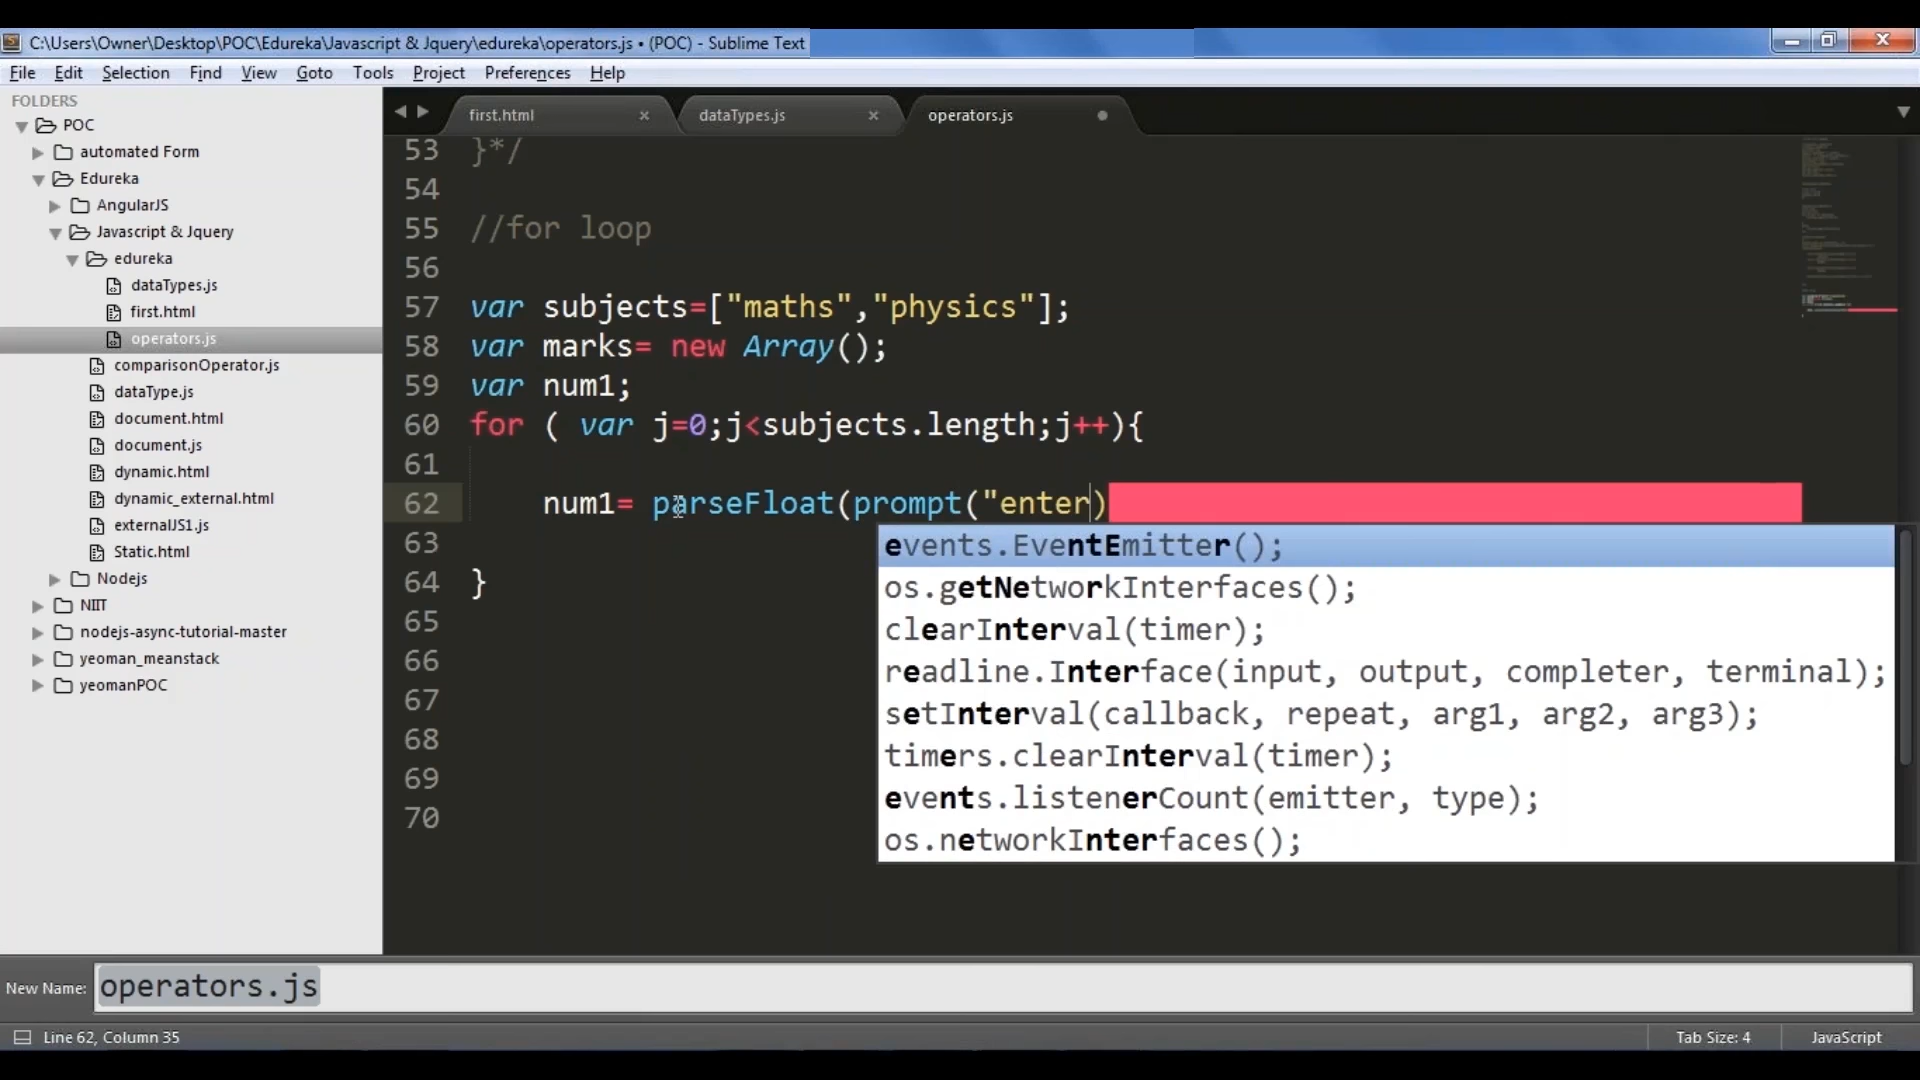 C:\Users\Owner\Desktop\POC\Edureka\Javascript & Jquery\edureka\operators.js • (POC) - Sublime Text
File Edit Selection Find View Goto Tools Project Preferences Help
FOLDERS
POC
automated Form
Edureka
AngularJS
Javascript & Jquery
edureka
dataTypes.js
first.html
operators.js
comparisonOperator.js
dataType.js
document.html
document.js
dynamic.html
dynamic_external.html
externalJS1.js
Static.html
Nodejs
NIIT
nodejs-async-tutorial-master
yeoman_meanstack
yeomanPOC
first.html dataTypes.js operators.js
53 }*/
54
55 //for loop
56
57 var subjects=["maths","physics"];
58 var marks= new Array();
59 var num1;
60 for ( var j=0;j<subjects.length;j++){
61
62 num1= parseFloat(prompt("enter)
63
64 }
65
66
67
68
69
70
events.EventEmitter();
os.getNetworkInterfaces();
clearInterval(timer);
readline.Interface(input, output, completer, terminal);
setInterval(callback, repeat, arg1, arg2, arg3);
timers.clearInterval(timer);
events.listenerCount(emitter, type);
os.networkInterfaces();
New Name: operators.js
Line 62, Column 35 Tab Size: 4 JavaScript